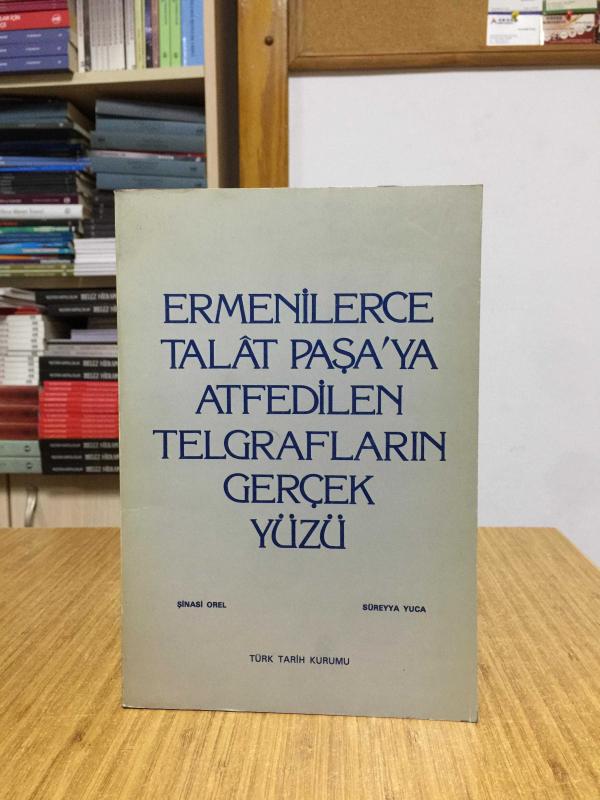 ERMENİLERCE
TALÂT PAŞA'YA
ATFEDİLEN
TELGRAFLARIN
GERÇEK
YÜZÜ
ŞİNASİ OREL
SÜREYYA YUCA
TÜRK TARİH KURUMU